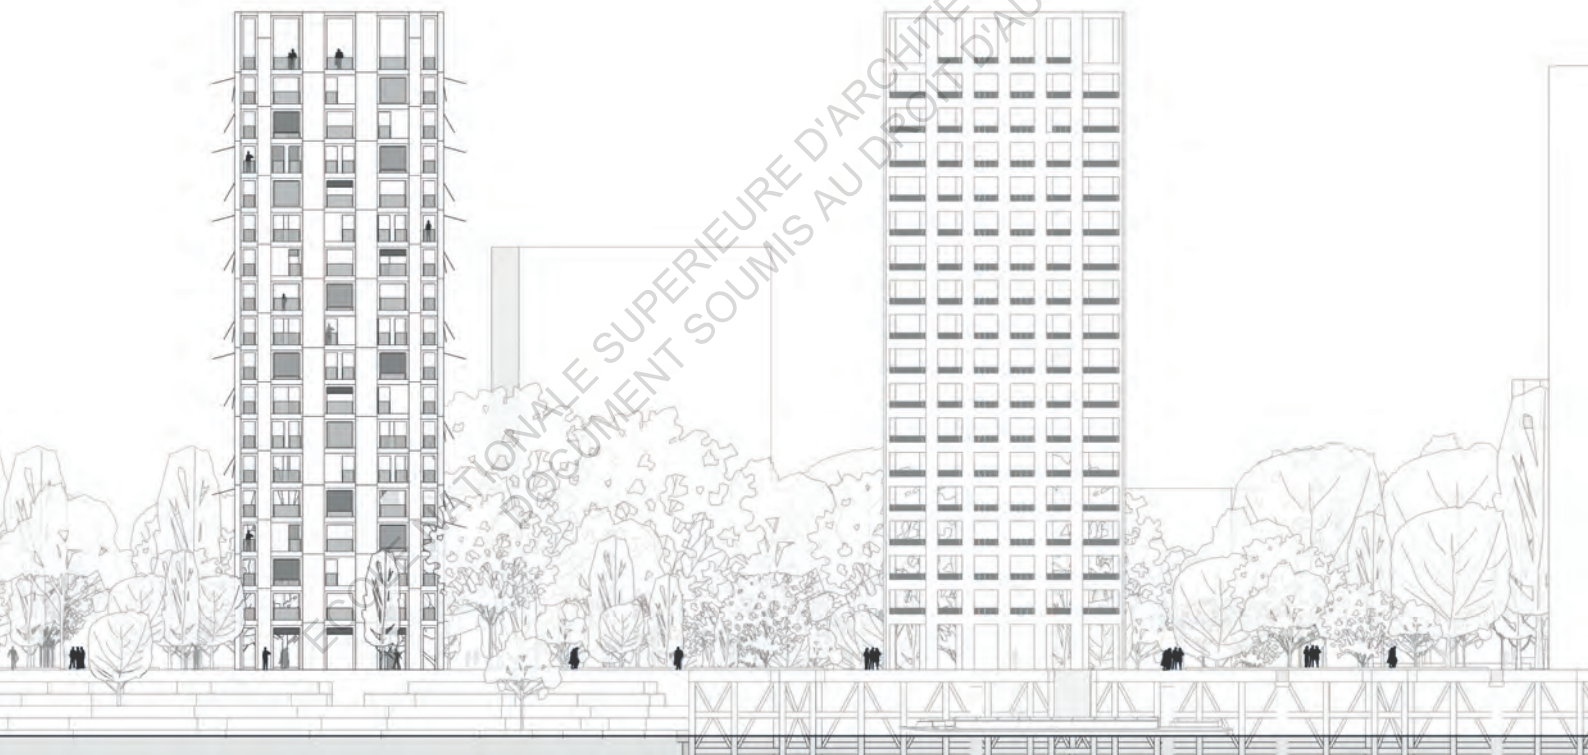 ECOLE NATIONALE SUPERIEURE D'ARCHITE
DOCUMENT SOUMIS AU DROIT D'AU